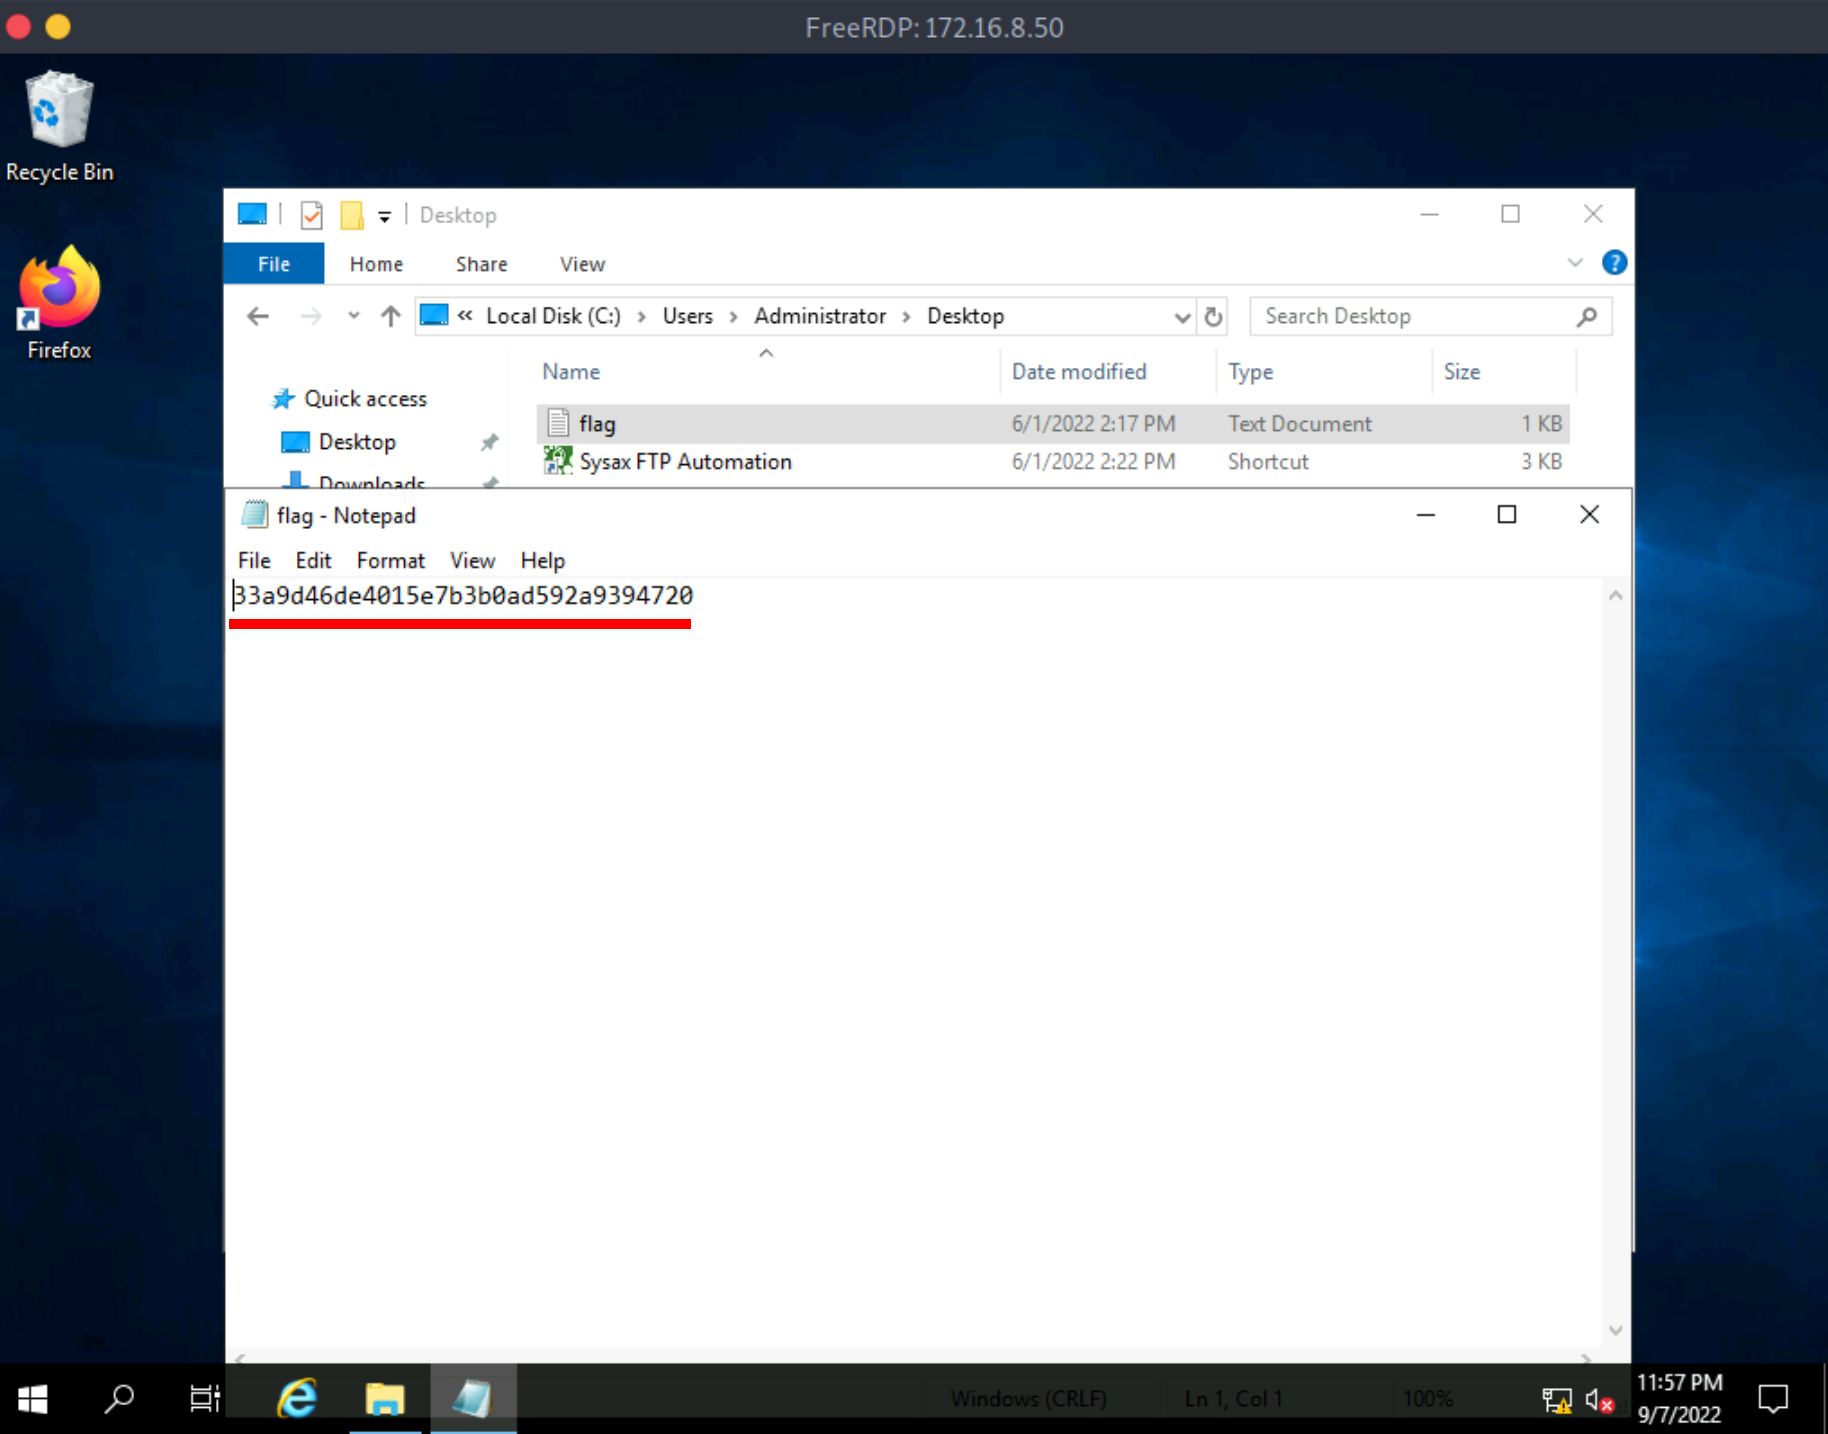 FreeRDP: 172.16.8.50
Recycle Bin
Firefox
Desktop
File Home Share View
« Local Disk (C:) › Users › Administrator › Desktop
Search Desktop
Name Date modified Type Size
Quick access
Desktop
Downloads
flag 6/1/2022 2:17 PM Text Document 1 KB
Sysax FTP Automation 6/1/2022 2:22 PM Shortcut 3 KB
flag - Notepad
File Edit Format View Help
33a9d46de4015e7b3b0ad592a9394720
Windows (CRLF) Ln 1, Col 1 100%
11:57 PM
9/7/2022